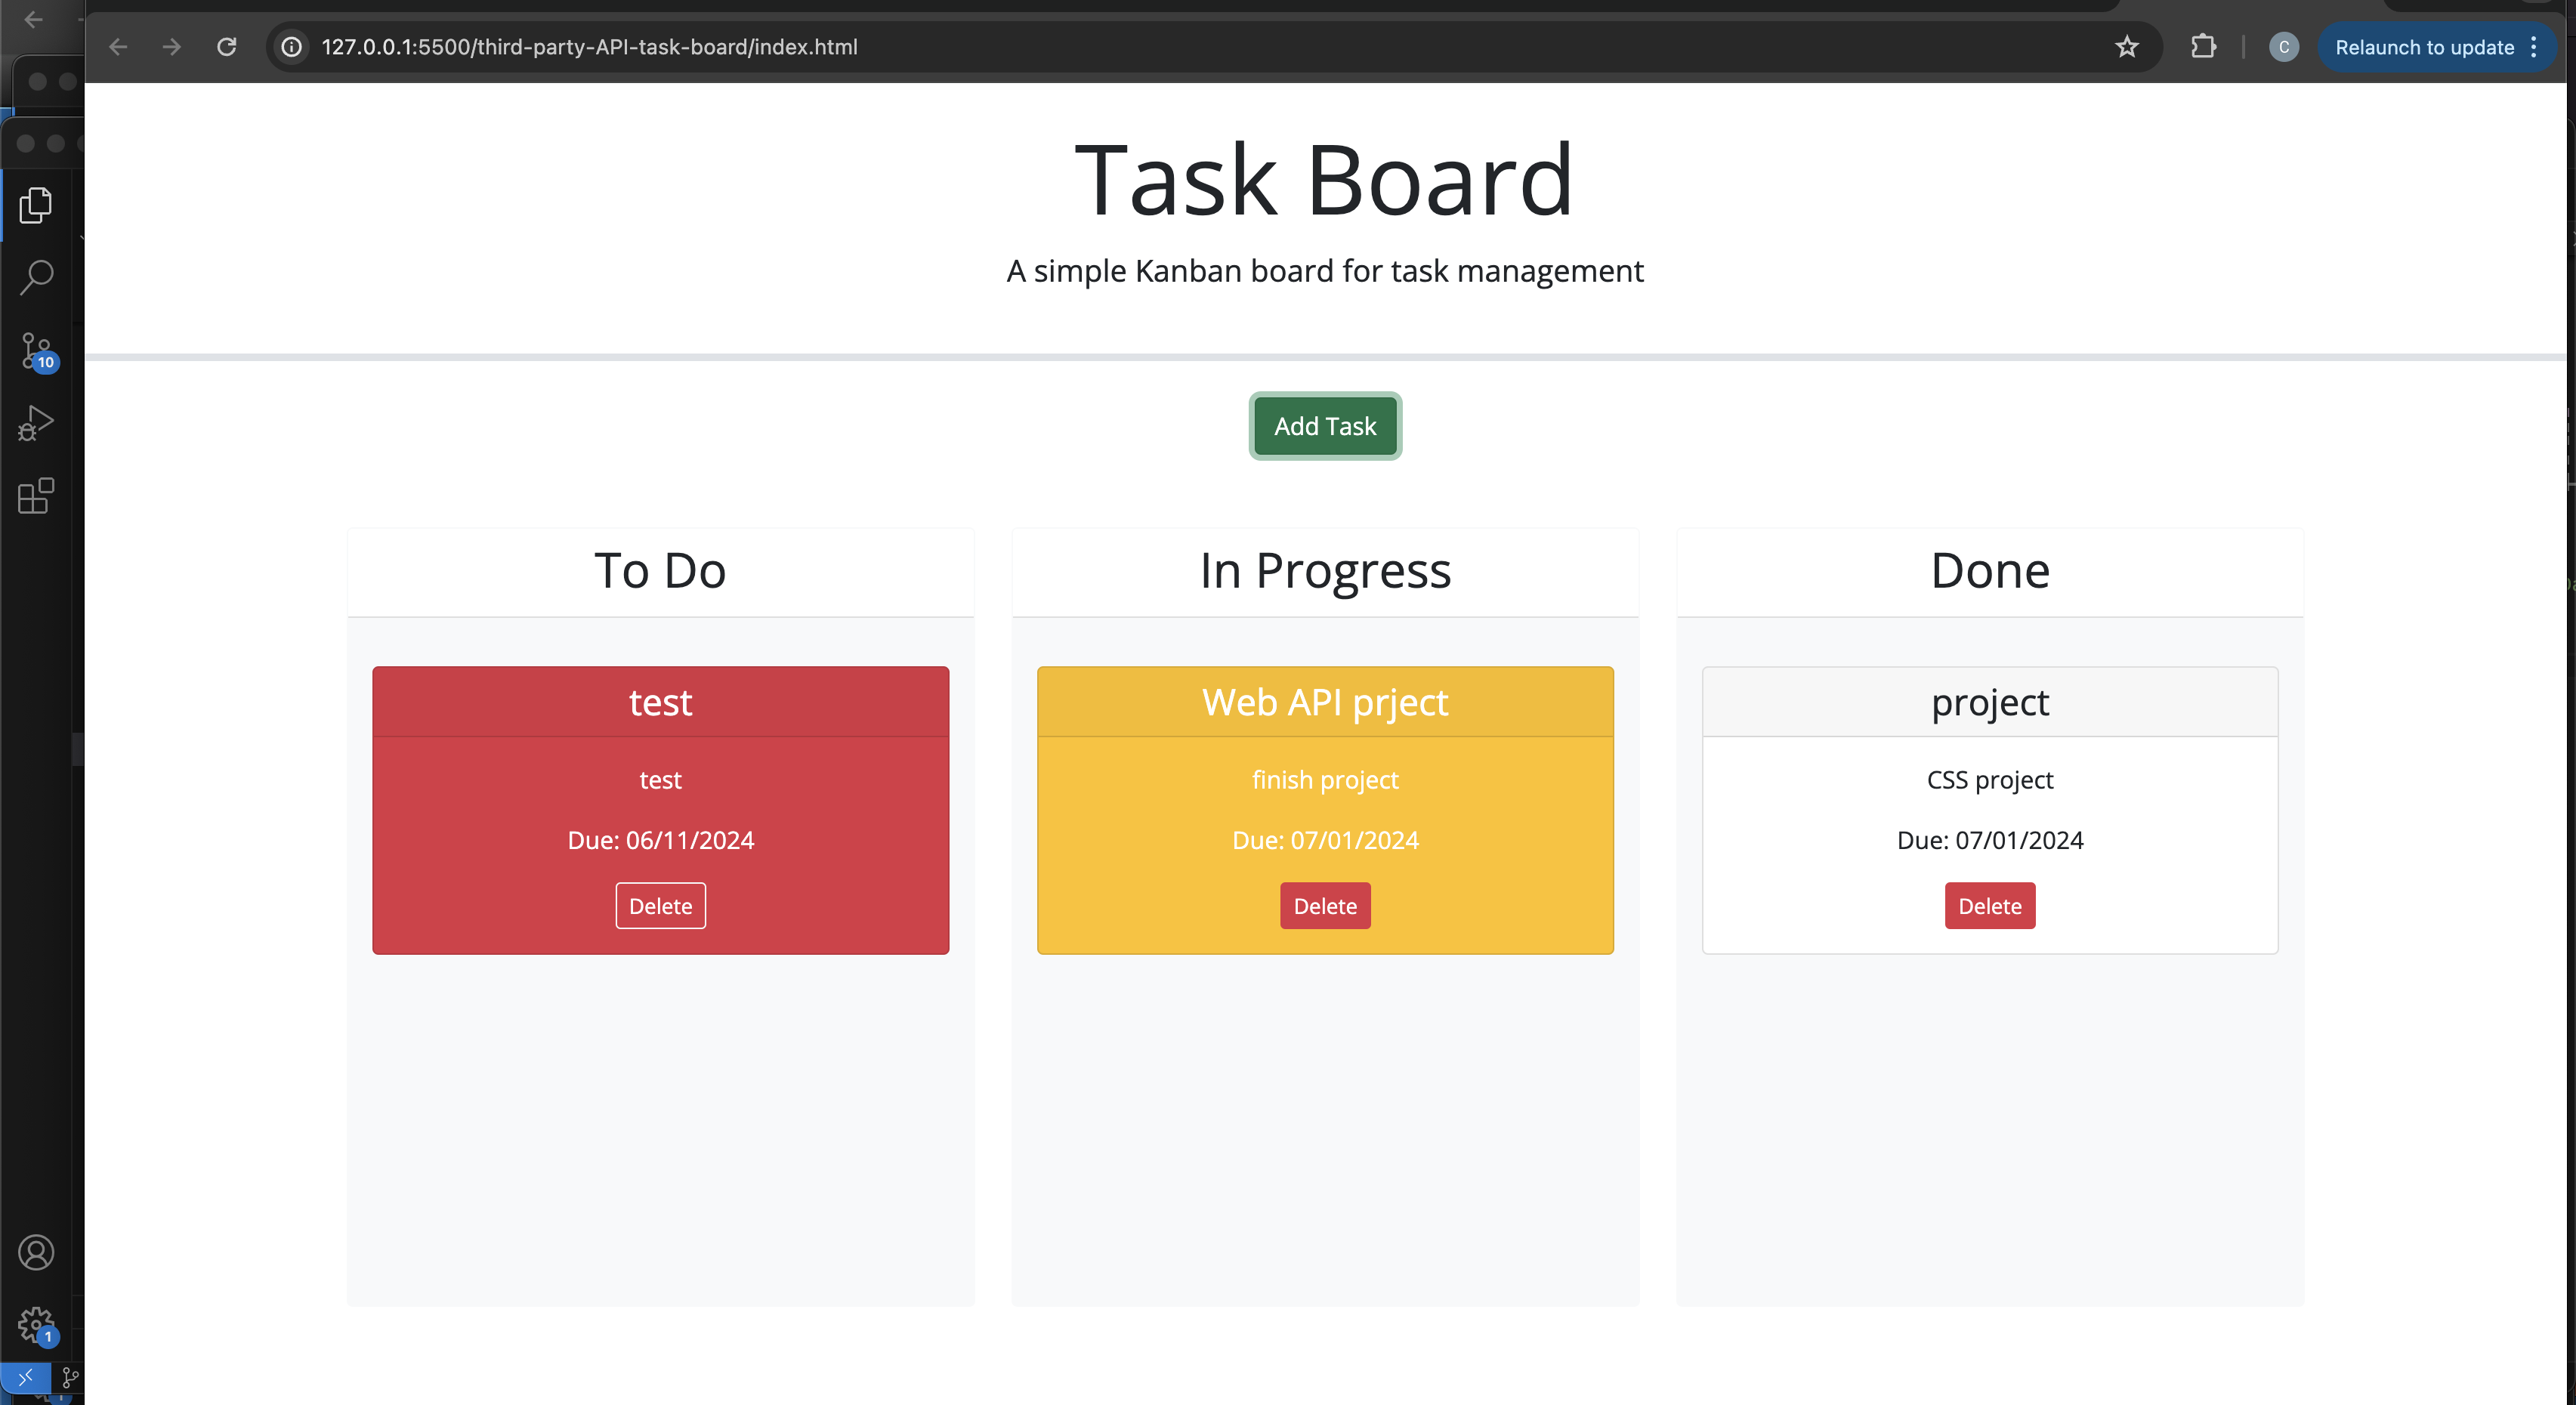 127.0.0.1:5500/third-party-API-task-board/index.html
C
Relaunch to update
Task Board
A simple Kanban board for task management
10
Add Task
To Do
In Progress
Done
test
Web API prject
project
test
finish project
CSS project
Due: 06/11/2024
Due: 07/01/2024
Due: 07/01/2024
Delete
Delete
Delete
1